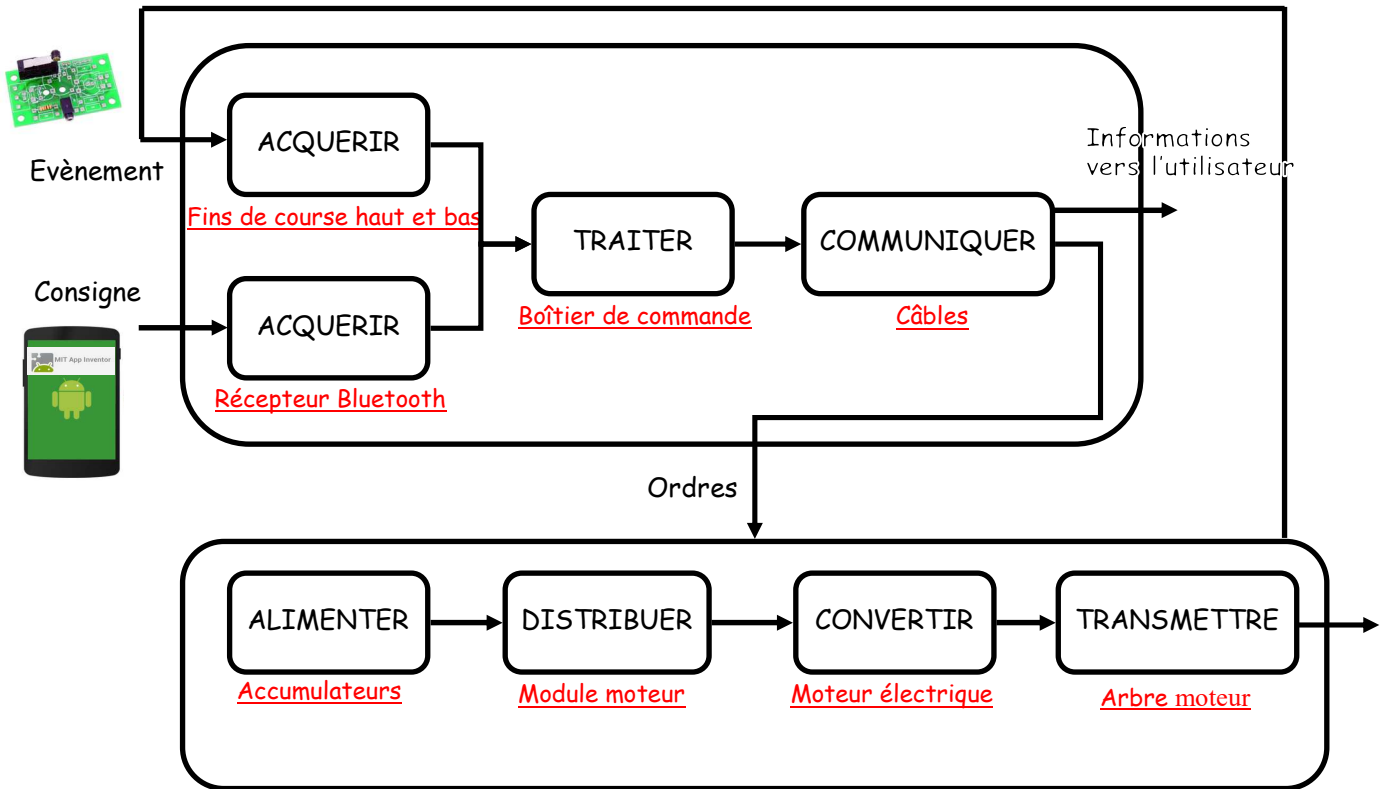 ACQUERIR
Informations
vers l'utilisateur
Evènement
Fins de course haut et bas
TRAITER
COMMUNIQUER
Consigne
MIT App Inventor
ACQUERIR
Boîtier de commande
Câbles
Récepteur Bluetooth
Ordres
ALIMENTER
DISTRIBUER
CONVERTIR
TRANSMETTRE
Accumulateurs
Module moteur
Moteur électrique
Arbre moteur